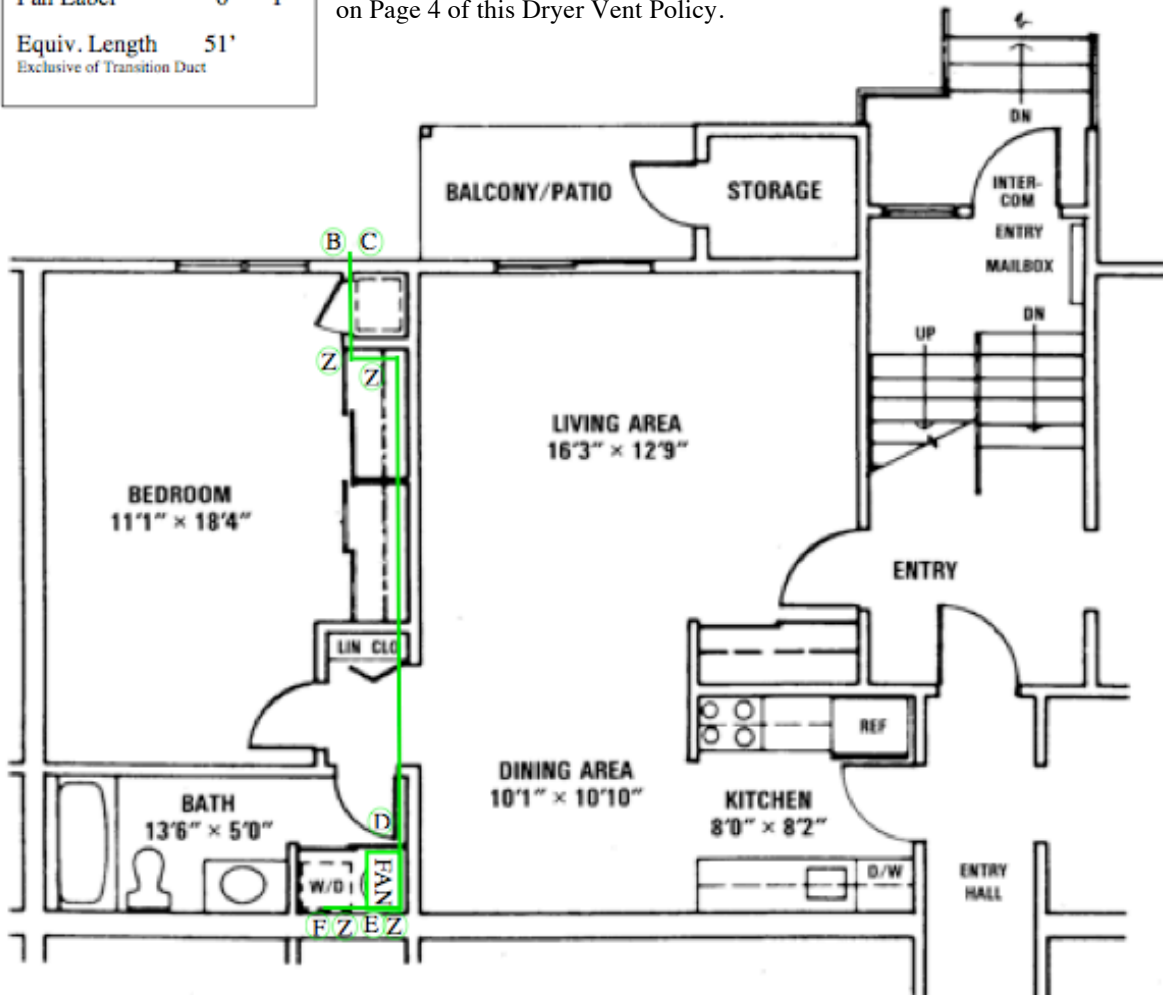 on Page 4 of this Dryer Vent Policy.
Equiv. Length 51’
Exclusive of Transition Duct
DN
BALCONY/PATIO
STORAGE
INTER-
COM
ENTRY
MAILBOX
B C
DN
UP
Z
Z
LIVING AREA
16'3" × 12'9"
BEDROOM
11'1" × 18'4"
ENTRY
LIN CLO
REF
DINING AREA
10'1" × 10'10"
KITCHEN
8'0" × 8'2"
BATH
13'6" × 5'0"
D
W/D
FAN
D/W
ENTRY
HALL
F Z E Z